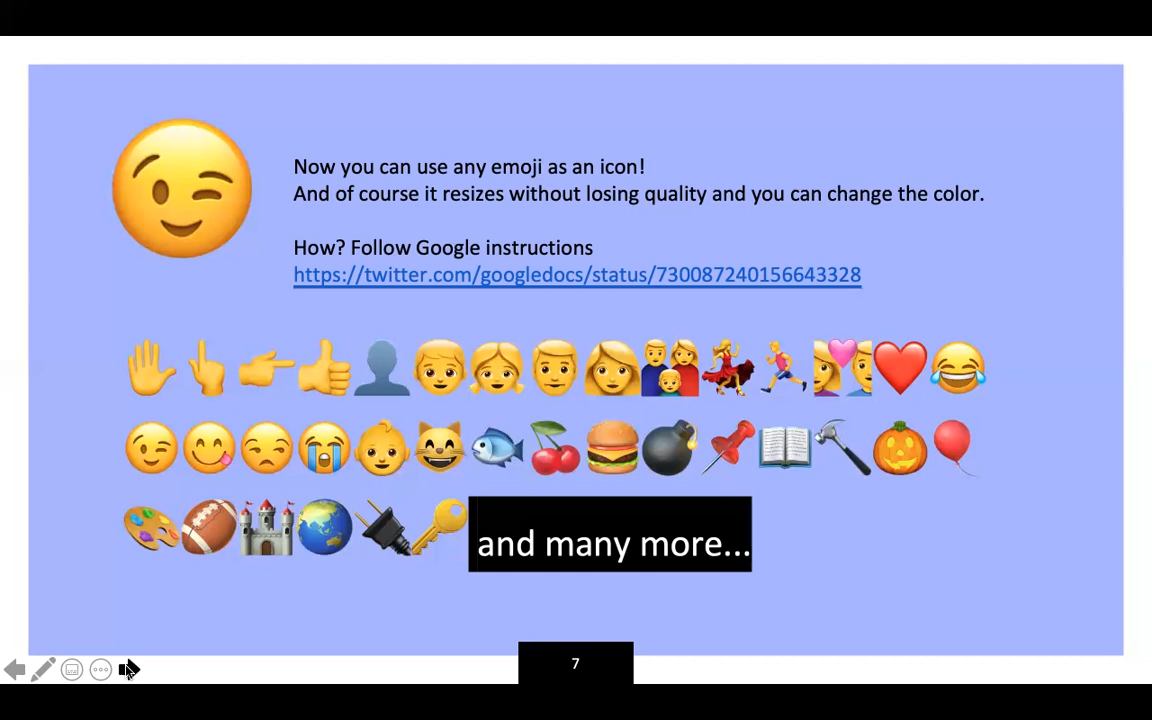 Now you can use any emoji as an icon!
And of course it resizes without losing quality and you can change the color.
How? Follow Google instructions
https://twitter.com/googledocs/status/730087240156643328
✋👆👉👍👤👦👧👨👩👪💃🏃💑❤️😂
😉😋😒😭👶😸🐟🍒🍔💣📌📖🔨🎃🎈
🎨🏈🏰🌏🔌🔑 and many more...
7